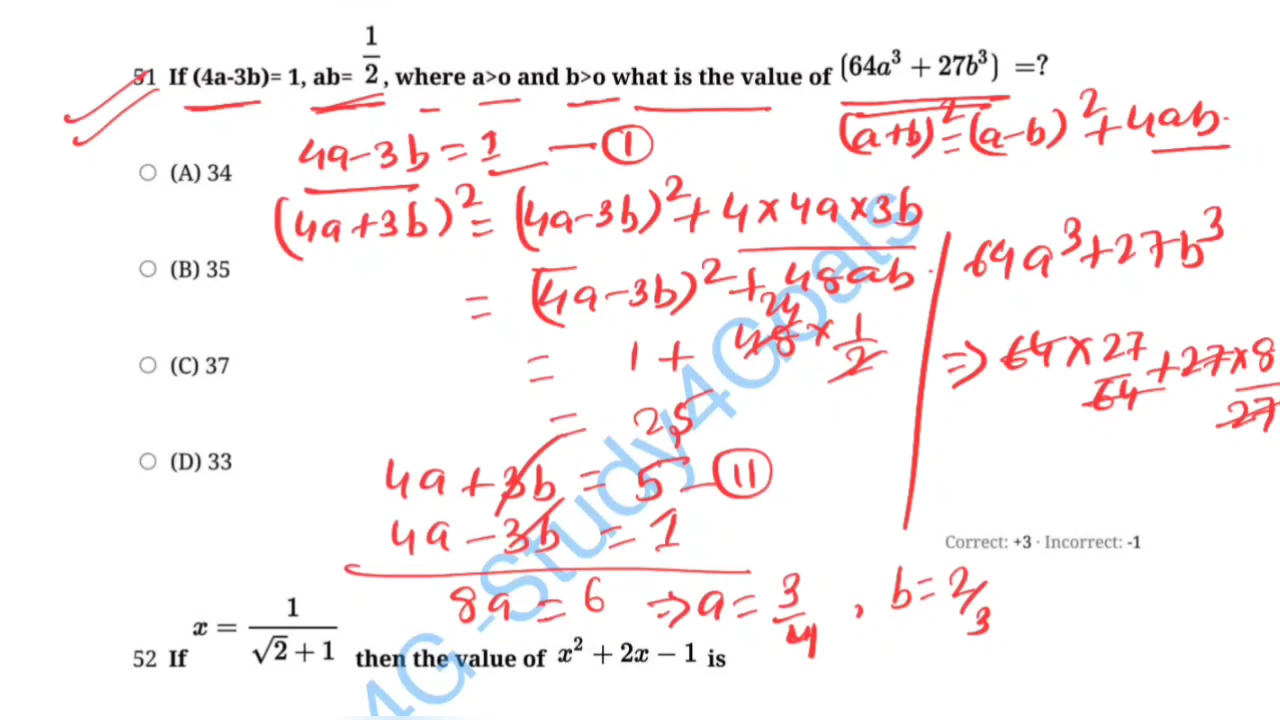 51 If (4a-3b)= 1, ab= 1/2, where a>o and b>o what is the value of (64a³ + 27b³) =?
(a+b)² = (a-b)² + 4ab.
4a-3b = 1 — (1)
(A) 34
(4a+3b)² = (4a-3b)² + 4×4a×3b
(B) 35
= (4a-3b)² + 48ab.
= 1 + 48 × 1/2
24
(C) 37
= 25
4a+3b = 5 — (11)
(D) 33
4a-3b = 1
8a = 6 ⇒ a = 3/4, b = 2/3
64a³+27b³
⇒ 64 × 27/64 + 27 × 8/27
Correct: +3 · Incorrect: -1
52 If x = 1/(√2 + 1) then the value of x² + 2x − 1 is
4G -Study4Goals